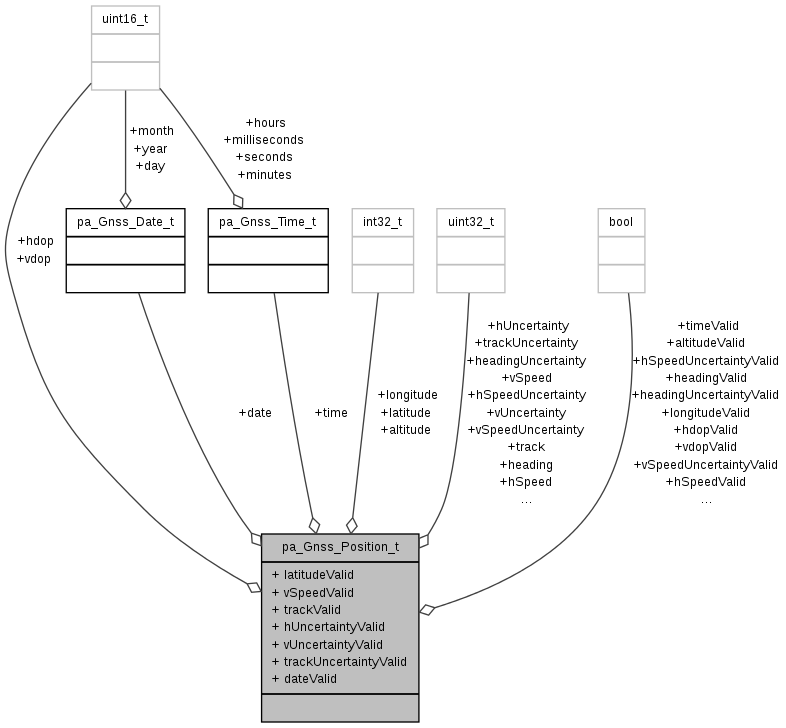 uint16_t
+month
+year
+day
+hours
+milliseconds
+seconds
+minutes
+hdop
+vdop
pa_Gnss_Date_t
pa_Gnss_Time_t
int32_t
uint32_t
bool
+date
+time
+longitude
+latitude
+altitude
+hUncertainty
+trackUncertainty
+headingUncertainty
+vSpeed
+hSpeedUncertainty
+vUncertainty
+vSpeedUncertainty
+track
+heading
+hSpeed
...
+timeValid
+altitudeValid
+hSpeedUncertaintyValid
+headingValid
+headingUncertaintyValid
+longitudeValid
+hdopValid
+vdopValid
+vSpeedUncertaintyValid
+hSpeedValid
...
pa_Gnss_Position_t
+ latitudeValid
+ vSpeedValid
+ trackValid
+ hUncertaintyValid
+ vUncertaintyValid
+ trackUncertaintyValid
+ dateValid